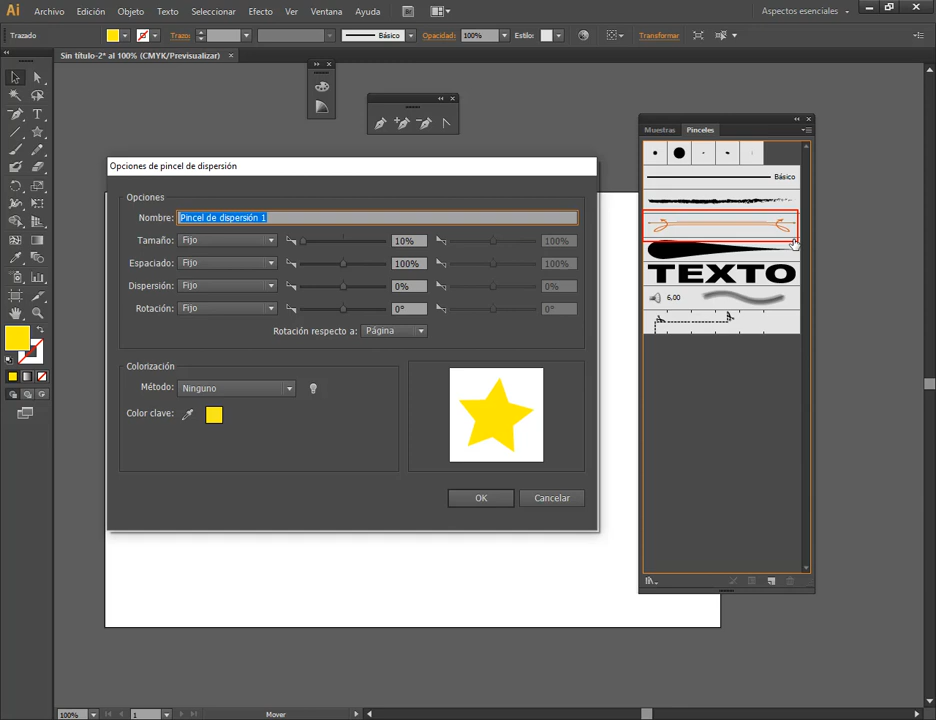 Ai Archivo Edición Objeto Texto Seleccionar Efecto Ver Ventana Ayuda Br Aspectos esenciales
Trazado Trazo: Básico Opacidad: 100% Estilo: Transformar
Sin título-2* al 100% (CMYK/Previsualizar)
Muestras Pinceles
Básico
TEXTO
6,00
Opciones de pincel de dispersión
Opciones
Nombre: Pincel de dispersión 1
Tamaño: Fijo 10% 100%
Espaciado: Fijo 100% 100%
Dispersión: Fijo 0% 0%
Rotación: Fijo 0° 0°
Rotación respecto a: Página
Colorización
Método: Ninguno
Color clave:
OK Cancelar
100% 1 Mover